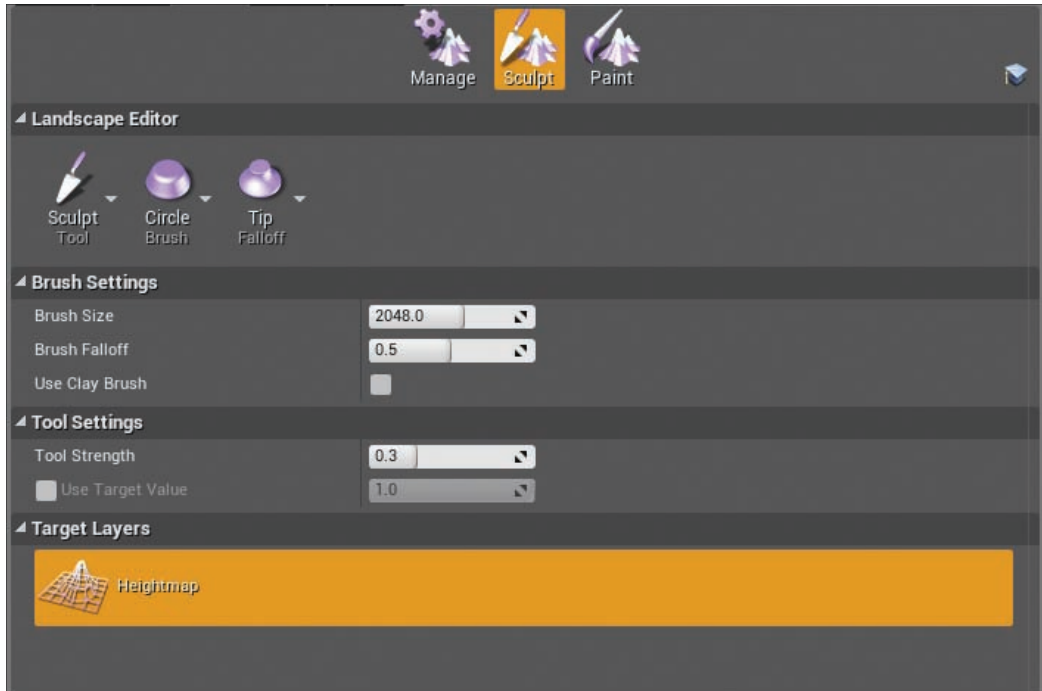 Manage Sculpt Paint
Landscape Editor
Sculpt Circle Tip
Tool Brush Falloff
Brush Settings
Brush Size 2048.0
Brush Falloff 0.5
Use Clay Brush
Tool Settings
Tool Strength 0.3
Use Target Value 1.0
Target Layers
Heightmap